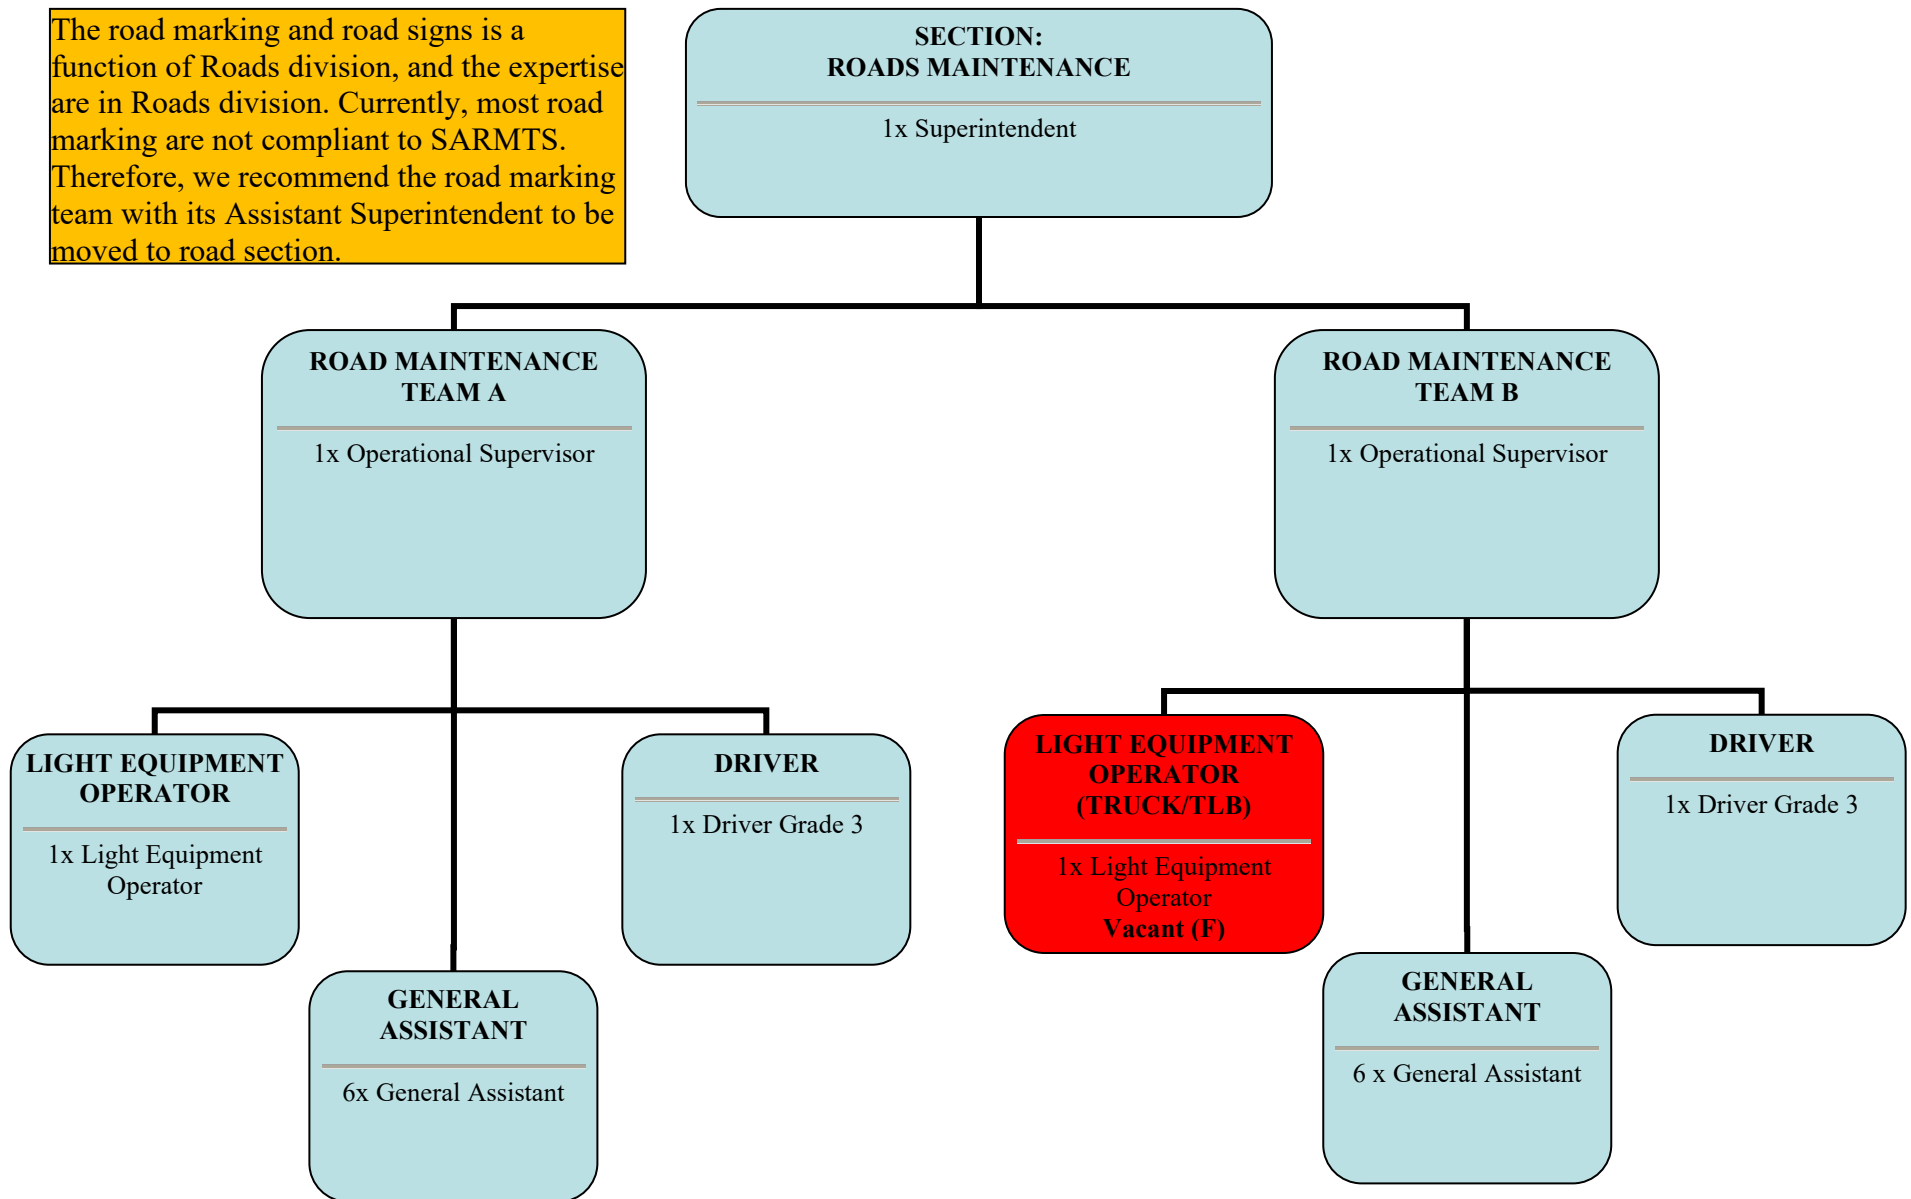 The road marking and road signs is a
function of Roads division, and the expertise
are in Roads division. Currently, most road
marking are not compliant to SARMTS.
Therefore, we recommend the road marking
team with its Assistant Superintendent to be
moved to road section.
SECTION:
ROADS MAINTENANCE
1x Superintendent
ROAD MAINTENANCE
TEAM A
1x Operational Supervisor
ROAD MAINTENANCE
TEAM B
1x Operational Supervisor
LIGHT EQUIPMENT
OPERATOR
1x Light Equipment
Operator
GENERAL
ASSISTANT
6x General Assistant
DRIVER
1x Driver Grade 3
LIGHT EQUIPMENT
OPERATOR
(TRUCK/TLB)
1x Light Equipment
Operator
Vacant (F)
GENERAL
ASSISTANT
6 x General Assistant
DRIVER
1x Driver Grade 3